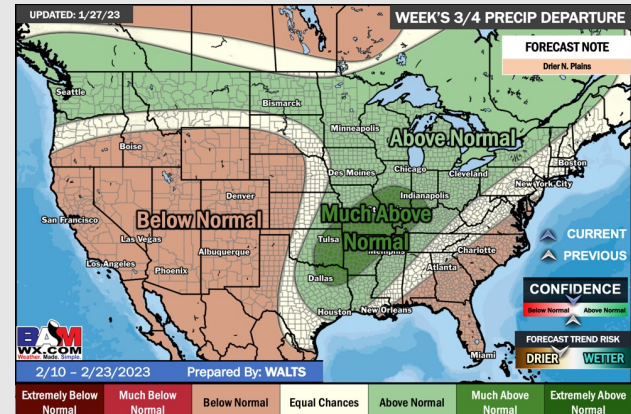 UPDATED: 1/27/23
WEEK'S 3/4 PRECIP DEPARTURE
FORECAST NOTE
Drier N. Plains
Seattle
Bismarck
Minneapolis
Above Normal
Boise
Boston
Des Moines
Chicago
Cleveland
New York City
Denver
Indianapolis
San Francisco
Below Normal
Much Above
Normal
Las Vegas
Tulsa
Memphis
CURRENT
Los Angeles
Albuquerque
Charlotte
PREVIOUS
Phoenix
Atlanta
Dallas
CONFIDENCE
Houston
New Orleans
Below Normal
Above Normal
BAM
WX.COM
Weather. Made. Simple.
FORECAST TREND RISK
DRIER
WETTER
Miami
2/10 – 2/23/2023
Prepared By: WALTS
Extremely Below
Normal
Much Below
Normal
Below Normal
Equal Chances
Above Normal
Much Above
Normal
Extremely Above
Normal